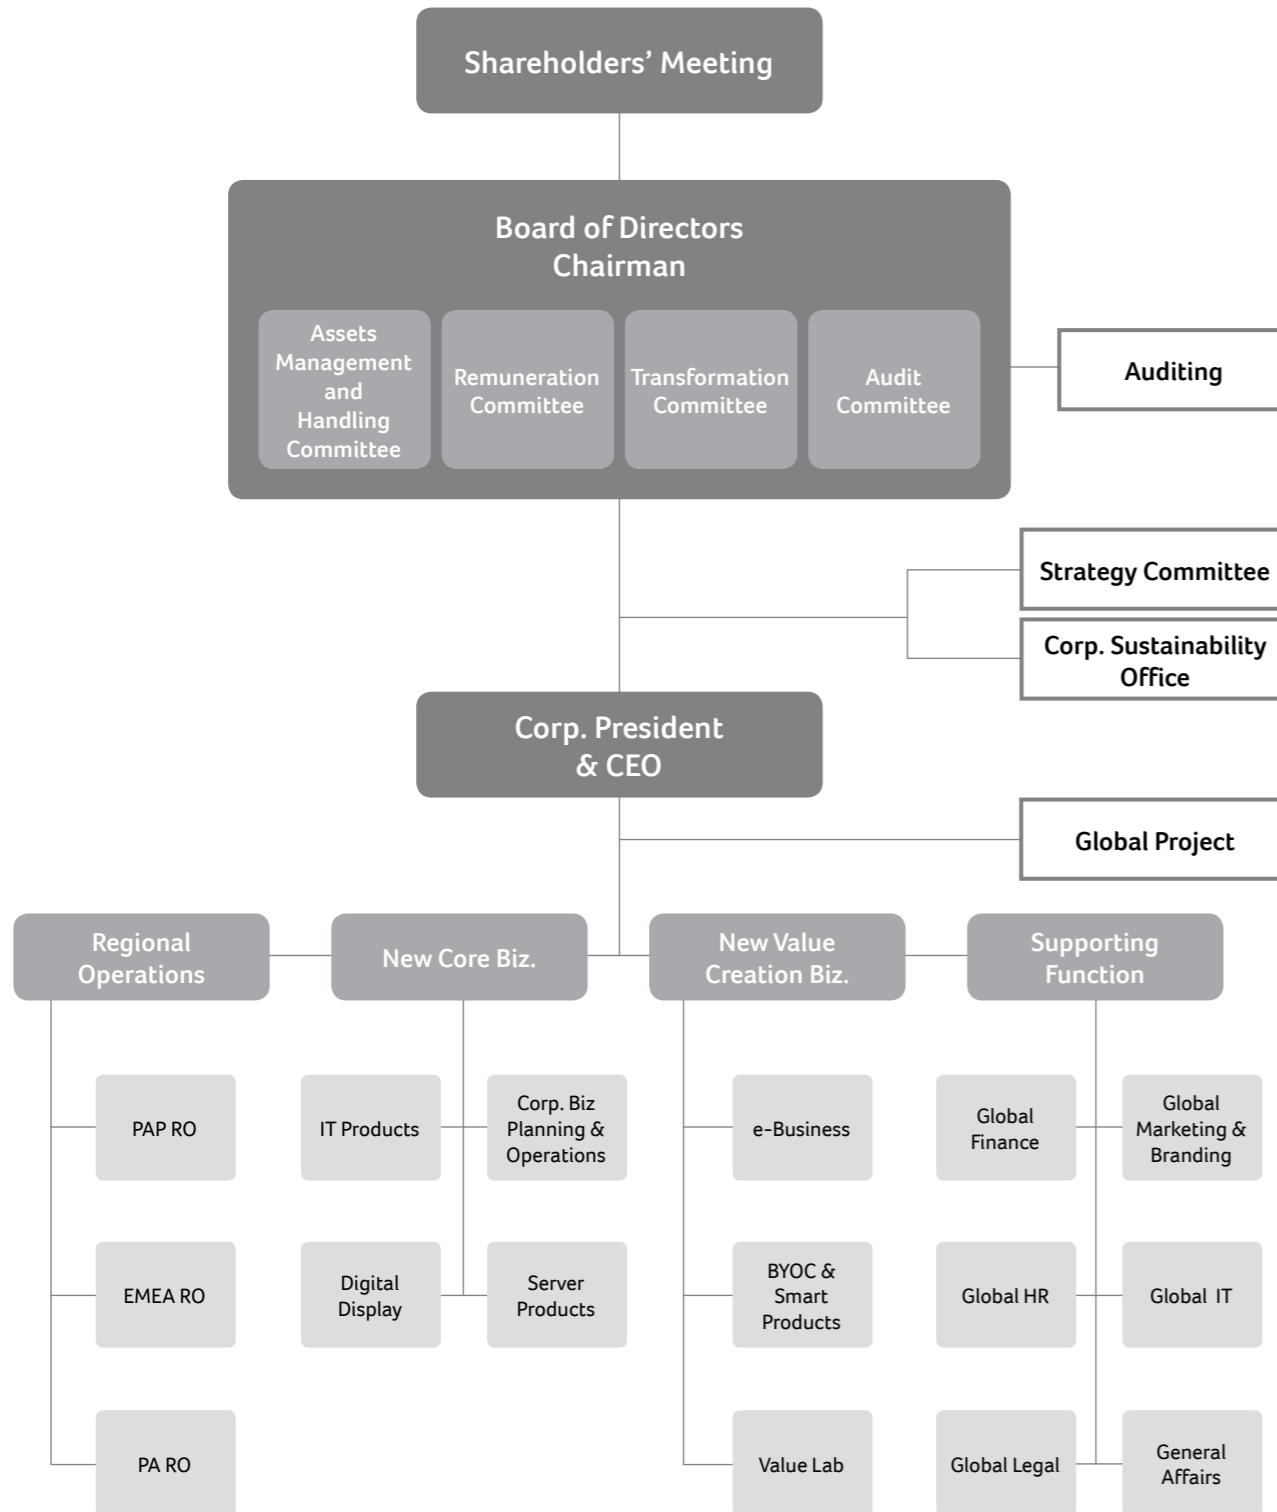 Shareholders’ Meeting
Board of Directors
Chairman
Assets
Management
and
Handling
Committee
Remuneration
Committee
Transformation
Committee
Audit
Committee
Auditing
Strategy Committee
Corp. Sustainability
Office
Corp. President
& CEO
Global Project
Regional
Operations
New Core Biz.
New Value
Creation Biz.
Supporting
Function
PAP RO
IT Products
Corp. Biz
Planning &
Operations
e-Business
Global
Finance
Global
Marketing &
Branding
EMEA RO
Digital
Display
Server
Products
BYOC &
Smart
Products
Global HR
Global IT
PA RO
Value Lab
Global Legal
General
Affairs